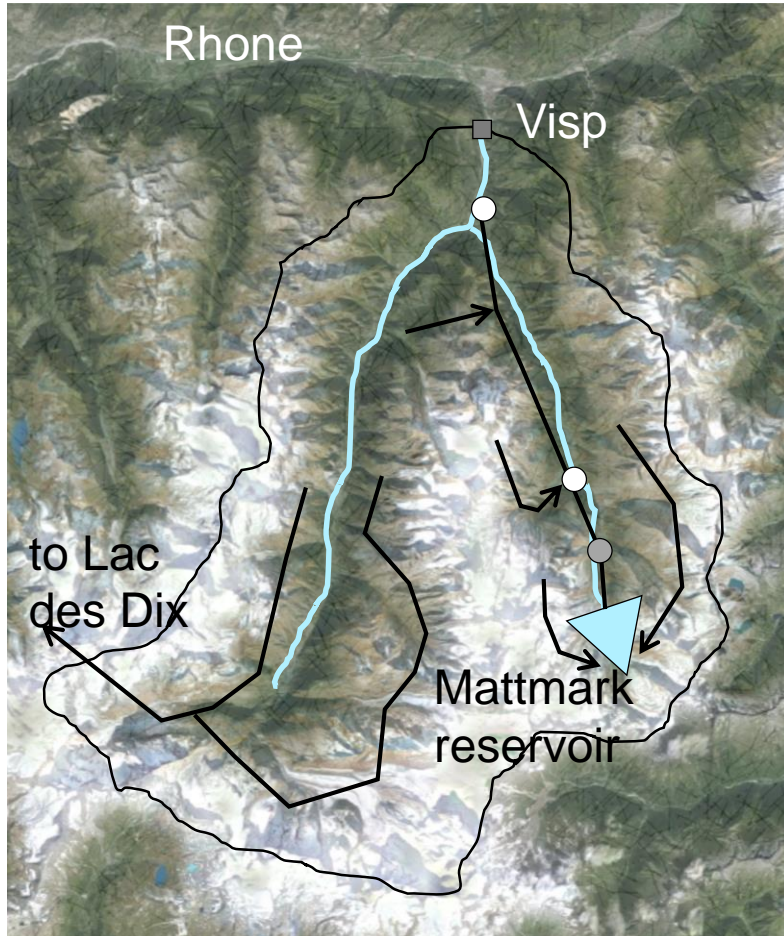 Rhone
Visp
to Lac
des Dix
Mattmark
reservoir